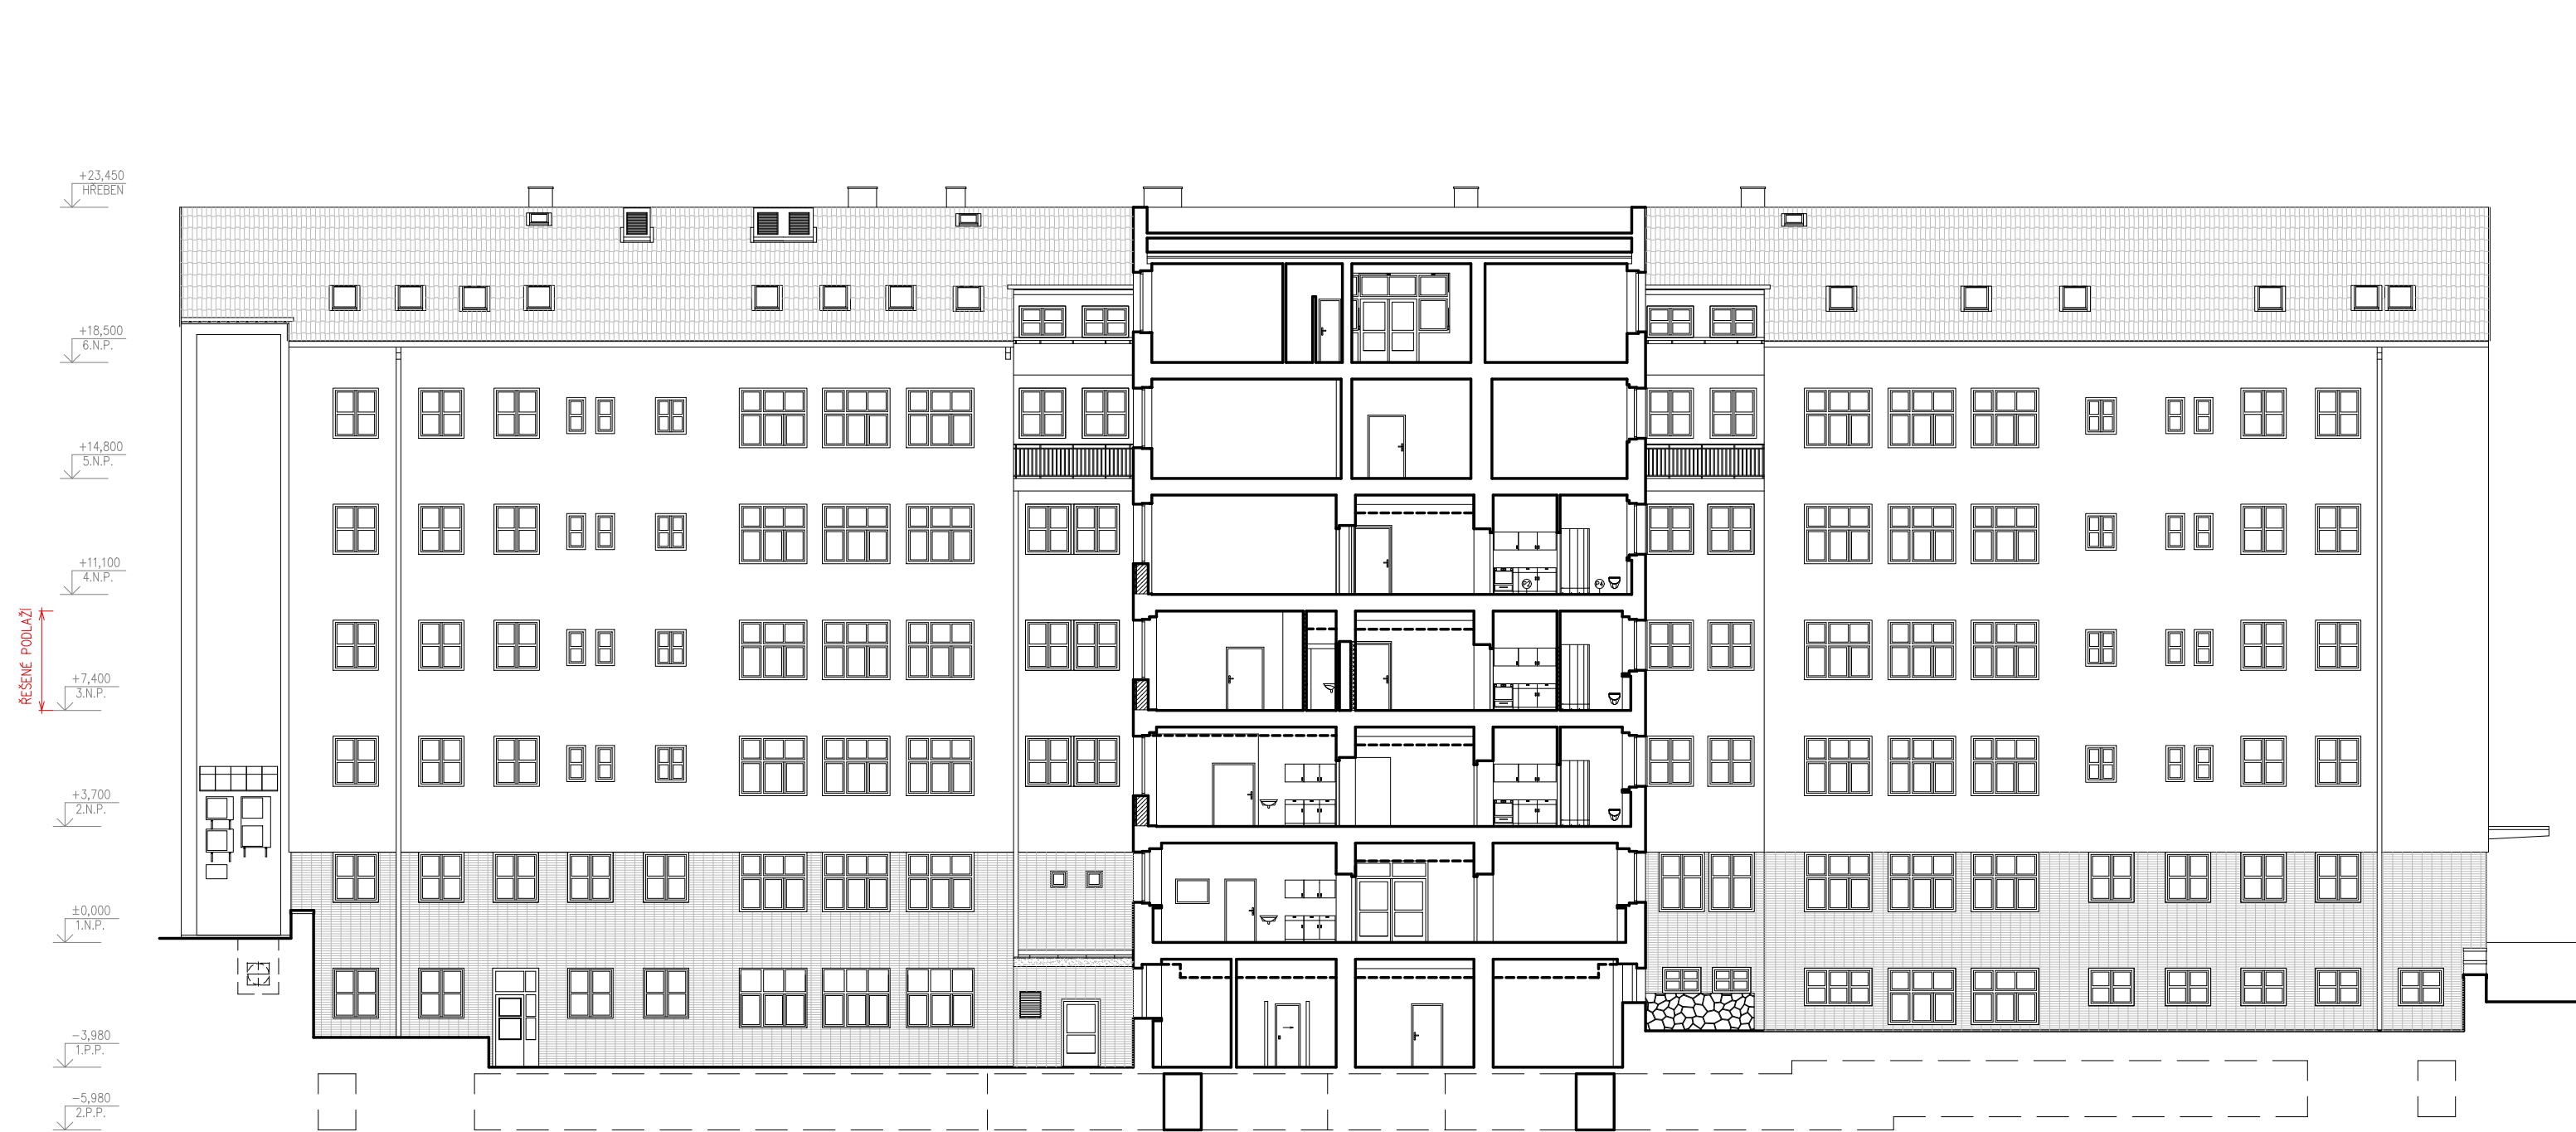 +23,450
HŘEBEN
+18,500
6.N.P.
+14,800
5.N.P.
+11,100
4.N.P.
ŘEŠENÉ PODLAŽÍ
+7,400
3.N.P.
+3,700
2.N.P.
±0,000
1.N.P.
−3,980
1.P.P.
−5,980
2.P.P.